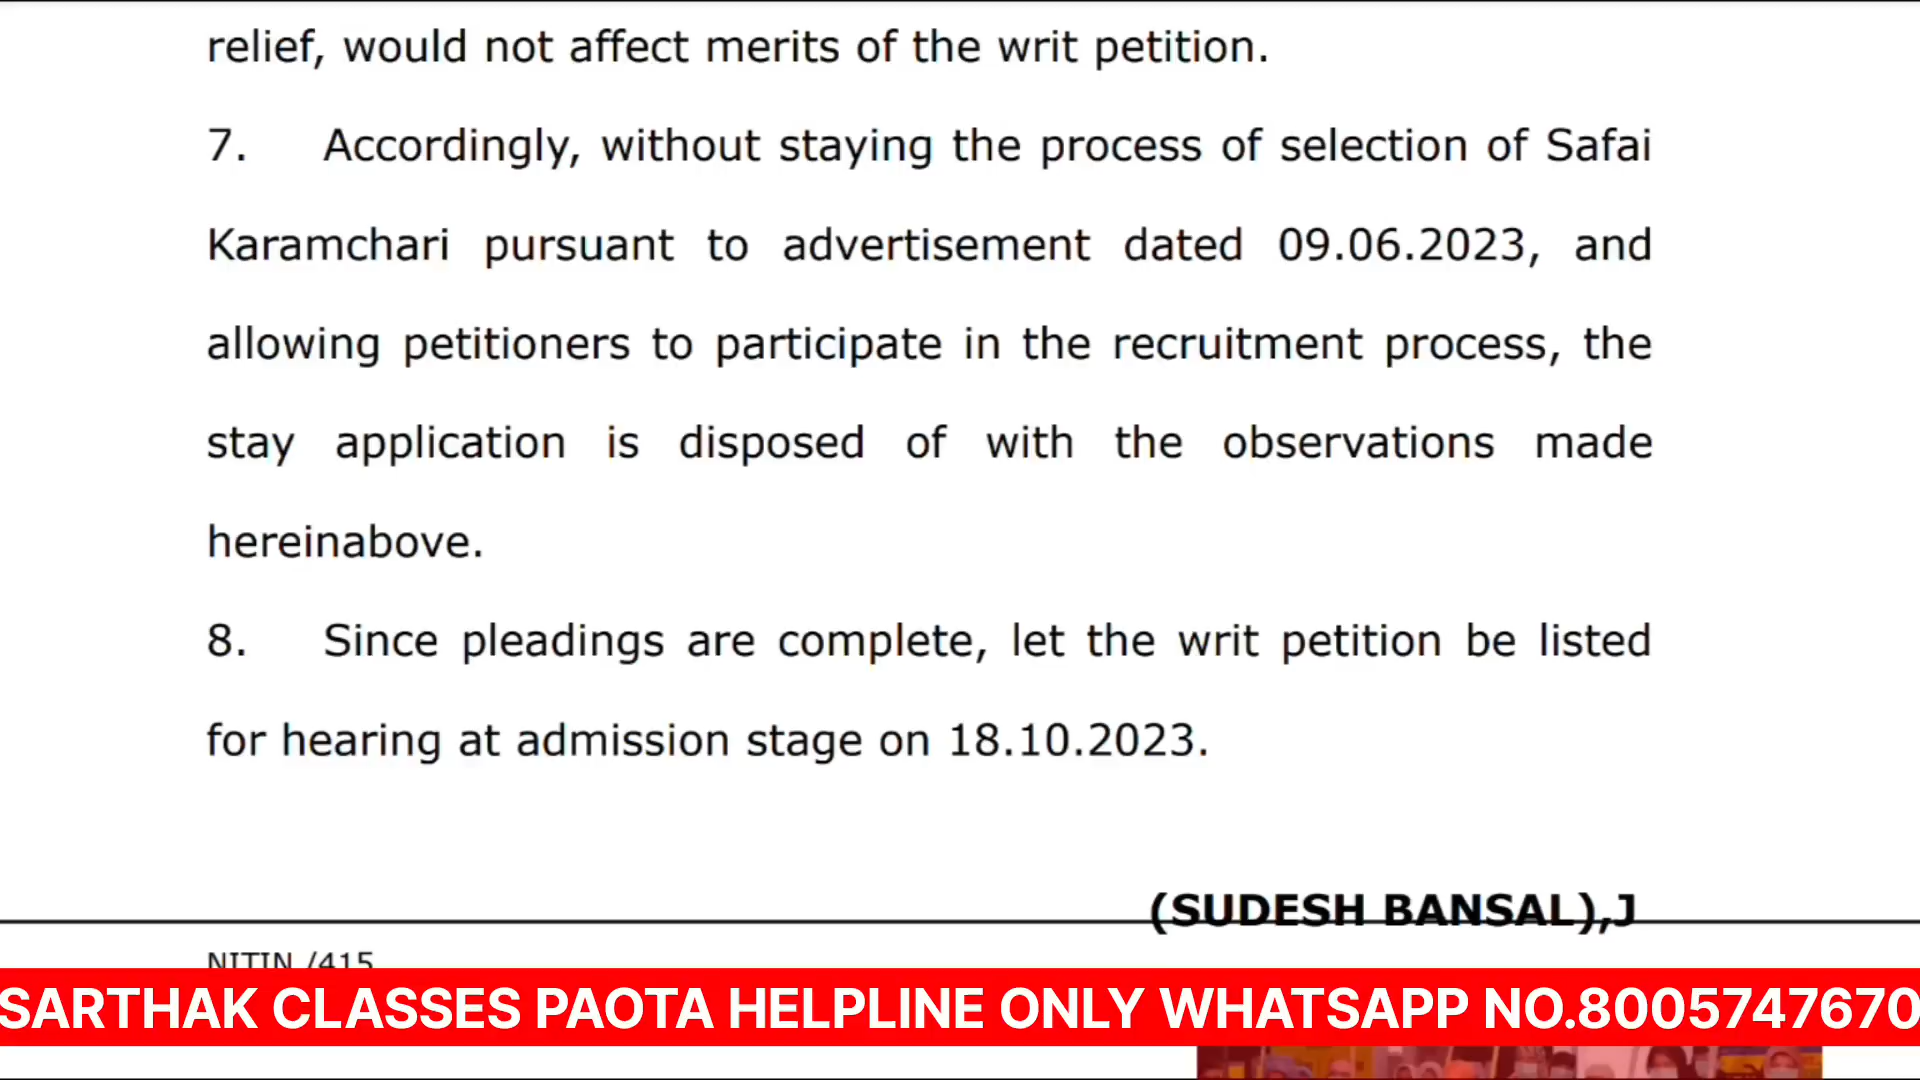 relief, would not affect merits of the writ petition.
7. Accordingly, without staying the process of selection of Safai
Karamchari pursuant to advertisement dated 09.06.2023, and
allowing petitioners to participate in the recruitment process, the
stay application is disposed of with the observations made
hereinabove.
8. Since pleadings are complete, let the writ petition be listed
for hearing at admission stage on 18.10.2023.
(SUDESH BANSAL),J
NITIN /415
SARTHAK CLASSES PAOTA HELPLINE ONLY WHATSAPP NO.8005747670